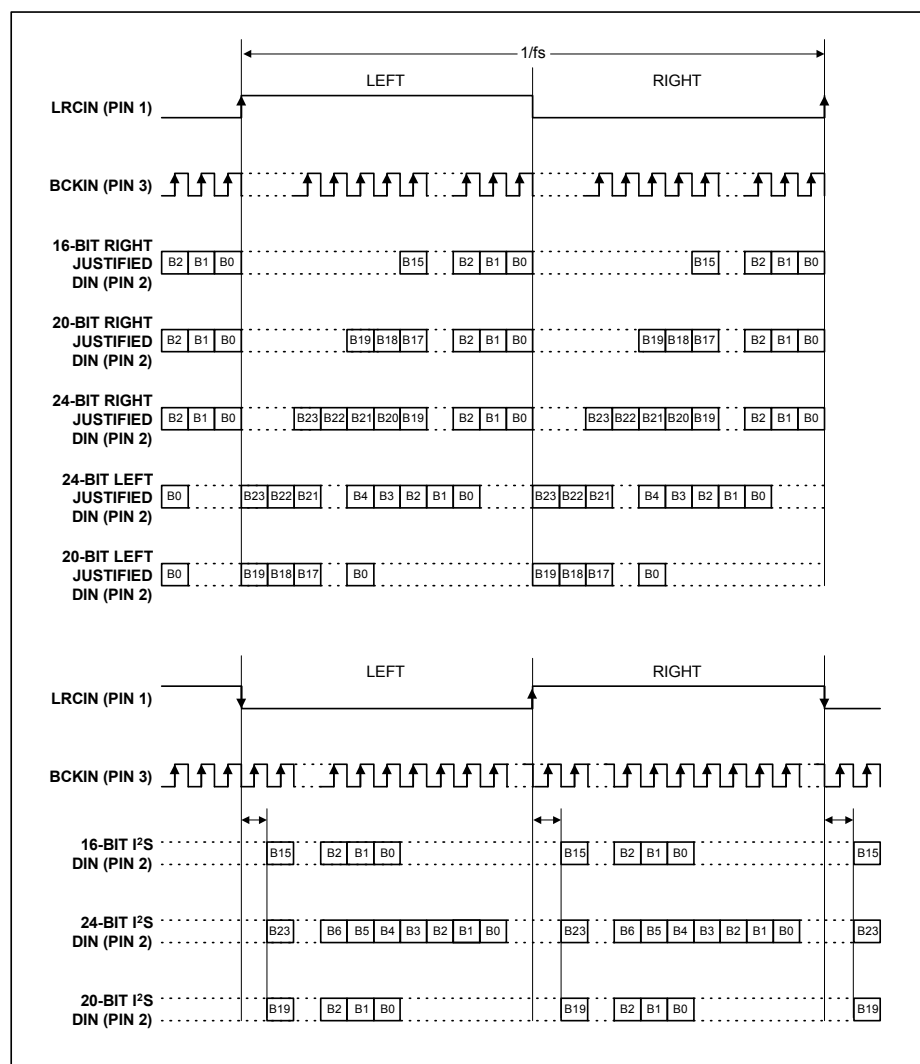 1/fs
LEFT RIGHT
LRCIN (PIN 1)
BCKIN (PIN 3)
16-BIT RIGHT
JUSTIFIED
DIN (PIN 2)
B2 B1 B0 B15 B2 B1 B0 B15 B2 B1 B0
20-BIT RIGHT
JUSTIFIED
DIN (PIN 2)
B2 B1 B0 B19 B18 B17 B2 B1 B0 B19 B18 B17 B2 B1 B0
24-BIT RIGHT
JUSTIFIED
DIN (PIN 2)
B2 B1 B0 B23 B22 B21 B20 B19 B2 B1 B0 B23 B22 B21 B20 B19 B2 B1 B0
24-BIT LEFT
JUSTIFIED
DIN (PIN 2)
B0 B23 B22 B21 B4 B3 B2 B1 B0 B23 B22 B21 B4 B3 B2 B1 B0
20-BIT LEFT
JUSTIFIED
DIN (PIN 2)
B0 B19 B18 B17 B0 B19 B18 B17 B0
LEFT RIGHT
LRCIN (PIN 1)
BCKIN (PIN 3)
16-BIT I²S
DIN (PIN 2)
B15 B2 B1 B0 B15 B2 B1 B0 B15
24-BIT I²S
DIN (PIN 2)
B23 B6 B5 B4 B3 B2 B1 B0 B23 B6 B5 B4 B3 B2 B1 B0 B23
20-BIT I²S
DIN (PIN 2)
B19 B2 B1 B0 B19 B2 B1 B0 B19